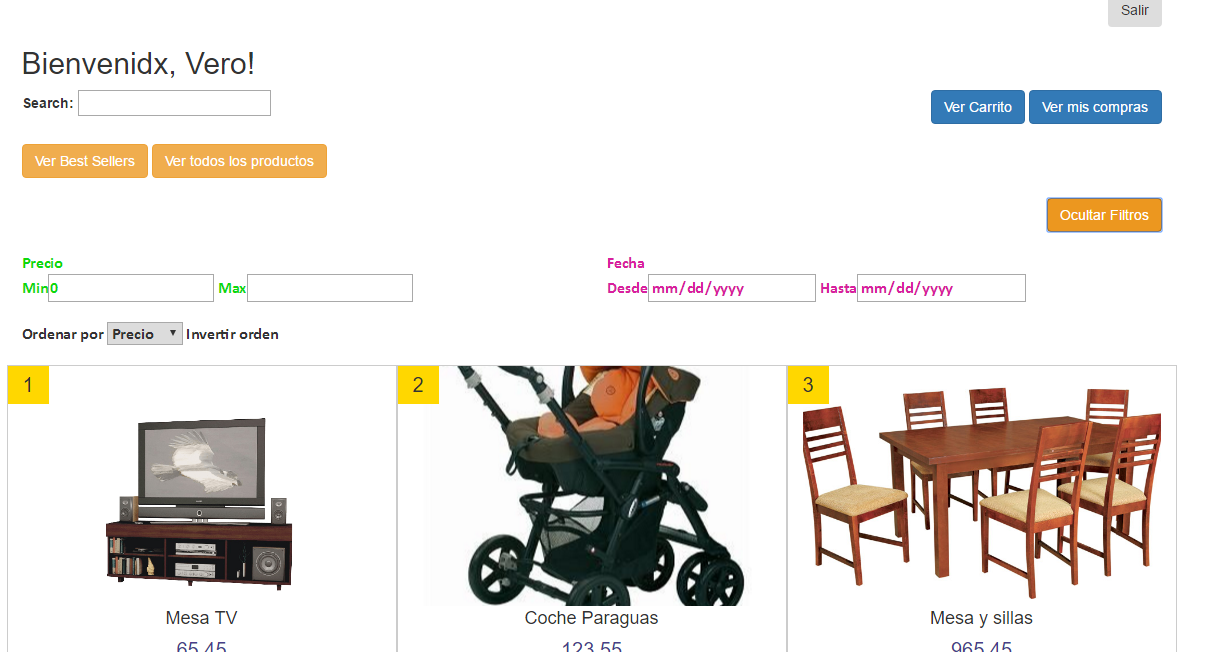 Salir
Bienvenidx, Vero!
Search:
Ver Carrito Ver mis compras
Ver Best Sellers Ver todos los productos
Ocultar Filtros
Precio Fecha
Min 0 Max Desde mm/dd/yyyy Hasta mm/dd/yyyy
Ordenar por Precio Invertir orden
1 2 3
Mesa TV Coche Paraguas Mesa y sillas
65.45 123.55 965.45